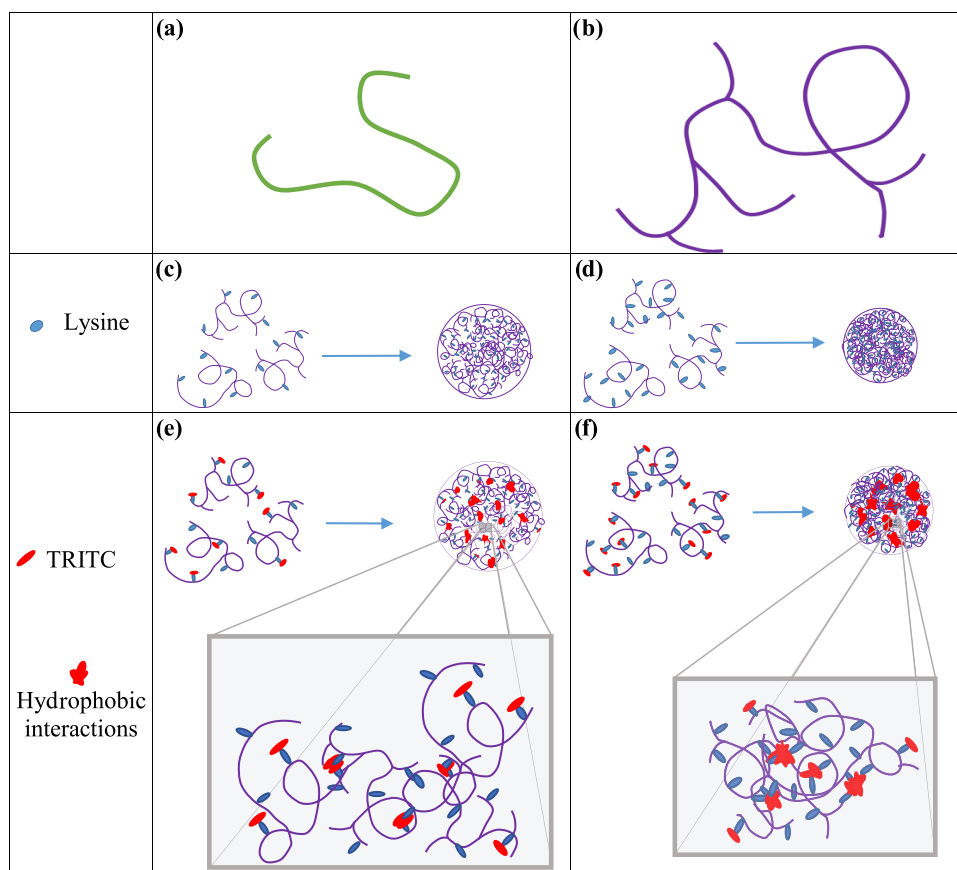 (a)
(b)
(c)
(d)
Lysine
(e)
(f)
TRITC
Hydrophobic
interactions